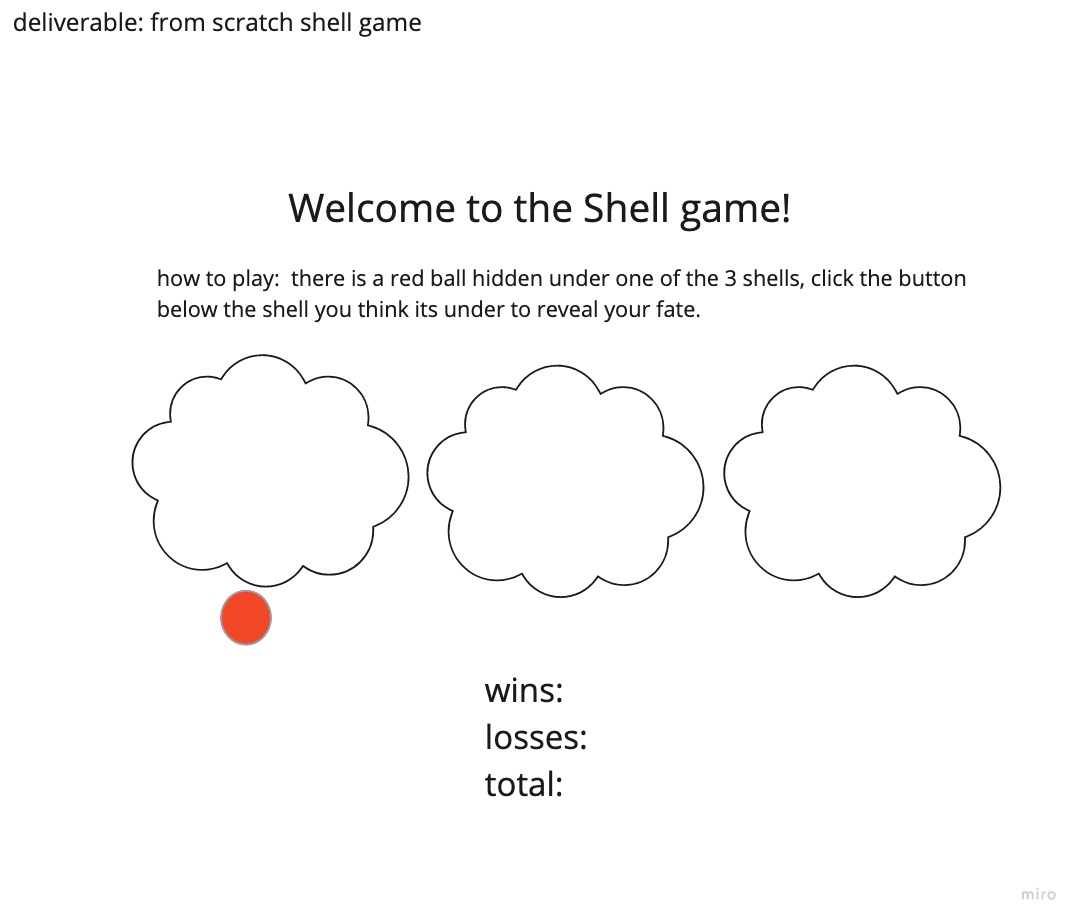 deliverable: from scratch shell game
Welcome to the Shell game!
how to play:  there is a red ball hidden under one of the 3 shells, click the button
below the shell you think its under to reveal your fate.
wins:
losses:
total:
miro